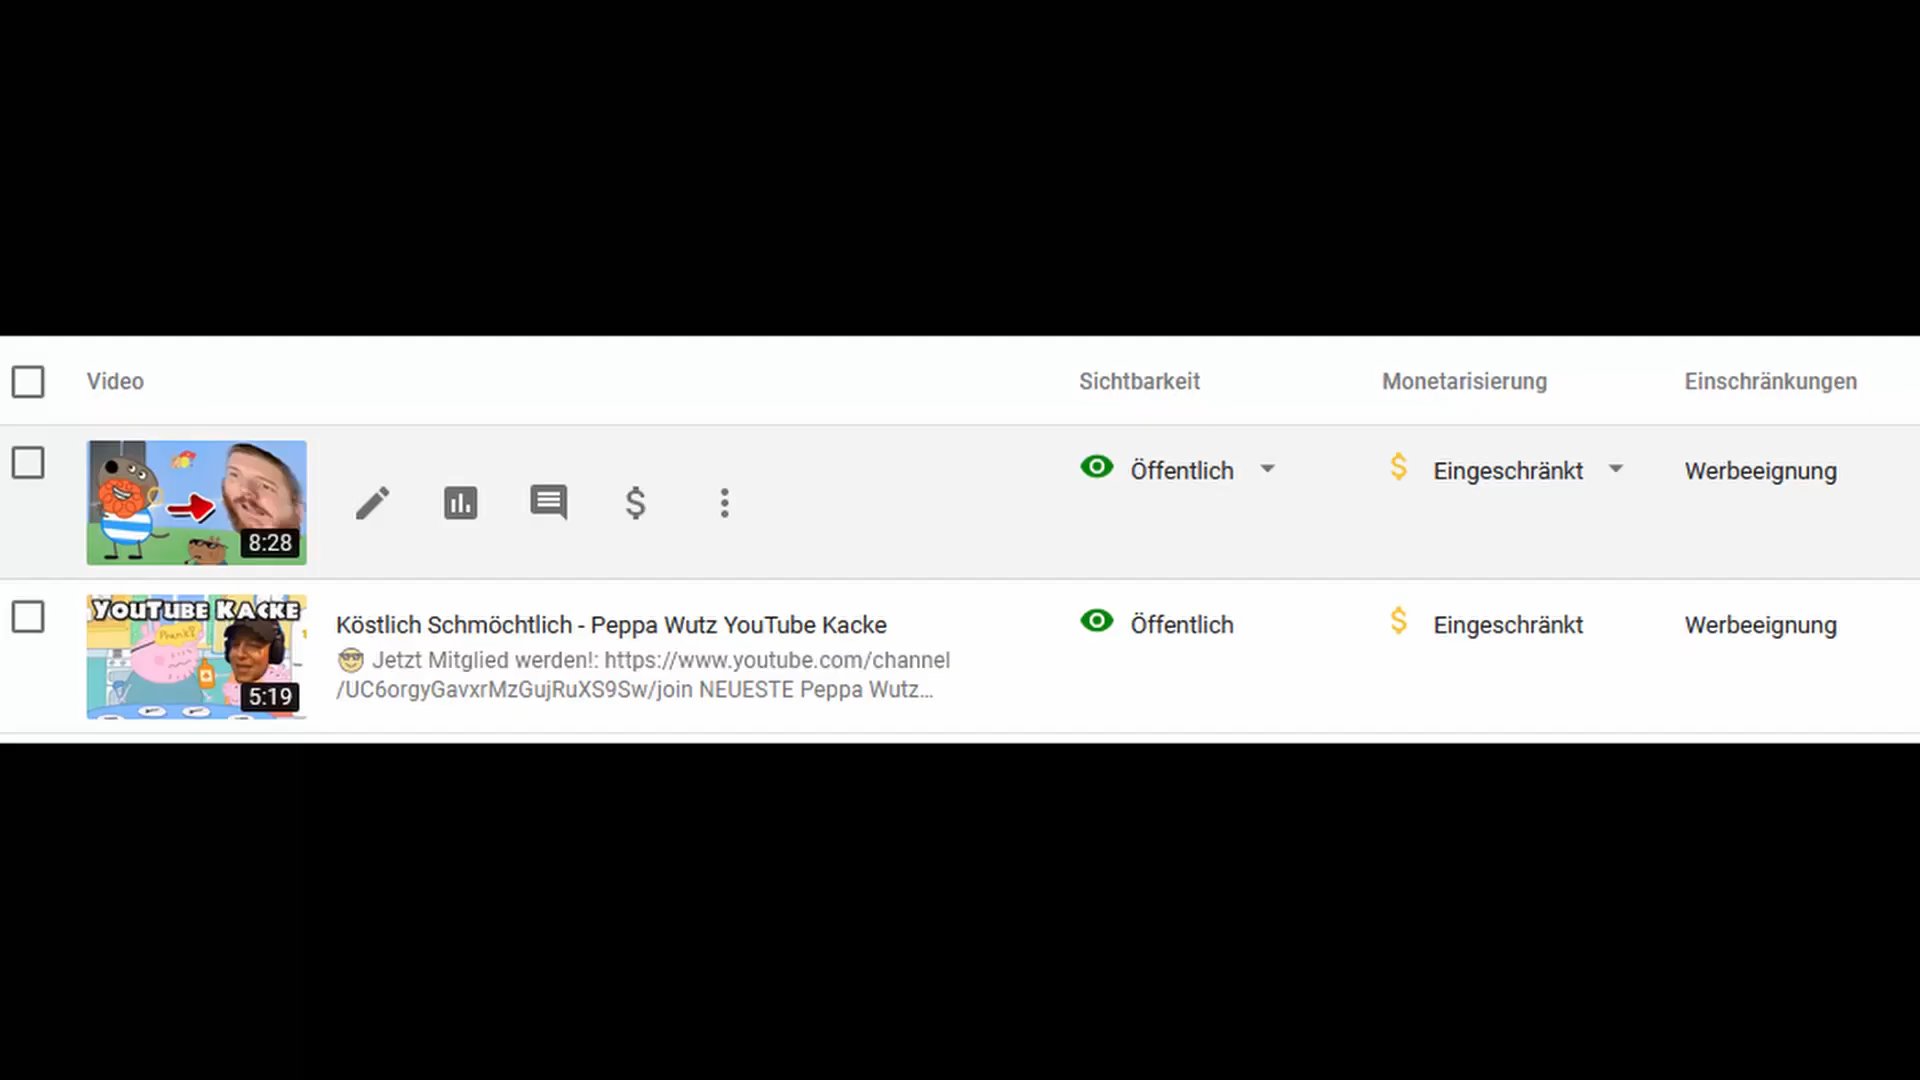 Video Sichtbarkeit Monetarisierung Einschränkungen
Öffentlich Eingeschränkt Werbeeignung
8:28
YOUTUBE KACKE
Phank?
5:19
Köstlich Schmöchtlich - Peppa Wutz YouTube Kacke
Öffentlich Eingeschränkt Werbeeignung
😎 Jetzt Mitglied werden!: https://www.youtube.com/channel
/UC6orgyGavxrMzGujRuXS9Sw/join NEUESTE Peppa Wutz...